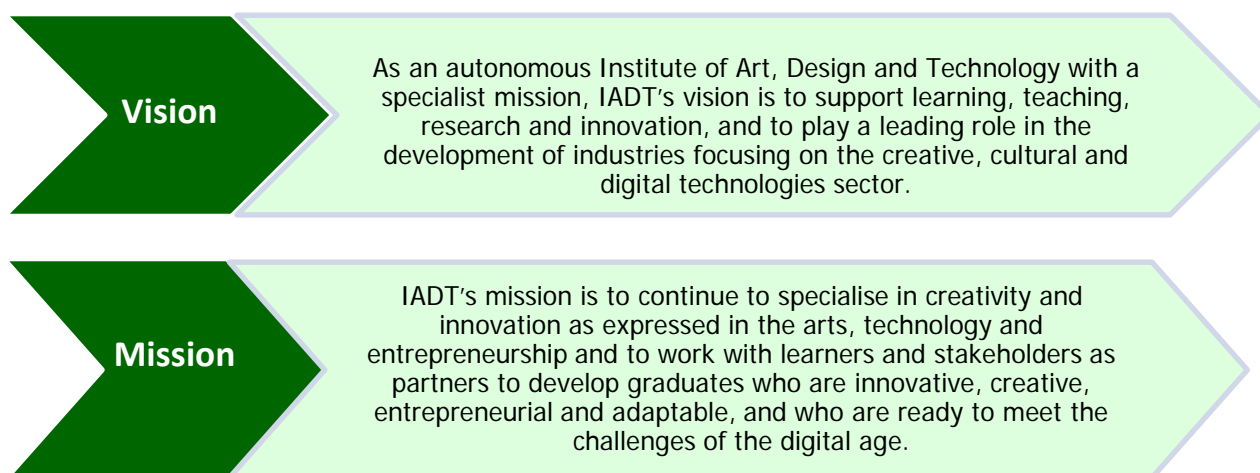 Vision
As an autonomous Institute of Art, Design and Technology with a
specialist mission, IADT’s vision is to support learning, teaching,
research and innovation, and to play a leading role in the
development of industries focusing on the creative, cultural and
digital technologies sector.
Mission
IADT’s mission is to continue to specialise in creativity and
innovation as expressed in the arts, technology and
entrepreneurship and to work with learners and stakeholders as
partners to develop graduates who are innovative, creative,
entrepreneurial and adaptable, and who are ready to meet the
challenges of the digital age.